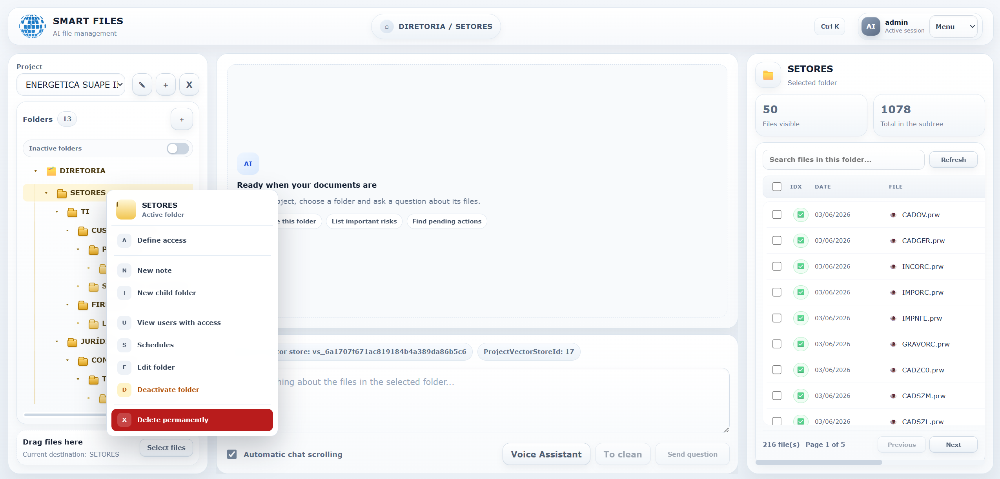 SMART FILES
AI file management
⌂ DIRETORIA / SETORES
Ctrl K
AI
admin
Active session
Menu
Project
ENERGETICA SUAPE II
+
X
Folders 13
+
Inactive folders
DIRETORIA
SETORES
TI
CUS
P
S
FIR
L
JURÍD
CON
T
F
SETORES
Active folder
A Define access
N New note
+ New child folder
U View users with access
S Schedules
E Edit folder
D Deactivate folder
X Delete permanently
Drag files here
Current destination: SETORES
Select files
AI
Ready when your documents are
oject, choose a folder and ask a question about its files.
this folder
List important risks
Find pending actions
tor store: vs_6a1707f671ac819184b4a389da86b5c6
ProjectVectorStoreId: 17
ning about the files in the selected folder...
Automatic chat scrolling
Voice Assistant
To clean
Send question
SETORES
Selected folder
50
Files visible
1078
Total in the subtree
Search files in this folder...
Refresh
IDX DATE FILE
03/06/2026 CADOV.prw
03/06/2026 CADGER.prw
03/06/2026 INCORC.prw
03/06/2026 IMPORC.prw
03/06/2026 IMPNFE.prw
03/06/2026 GRAVORC.prw
03/06/2026 CADZC0.prw
03/06/2026 CADSZM.prw
03/06/2026 CADSZL.prw
216 file(s) Page 1 of 5
Previous
Next